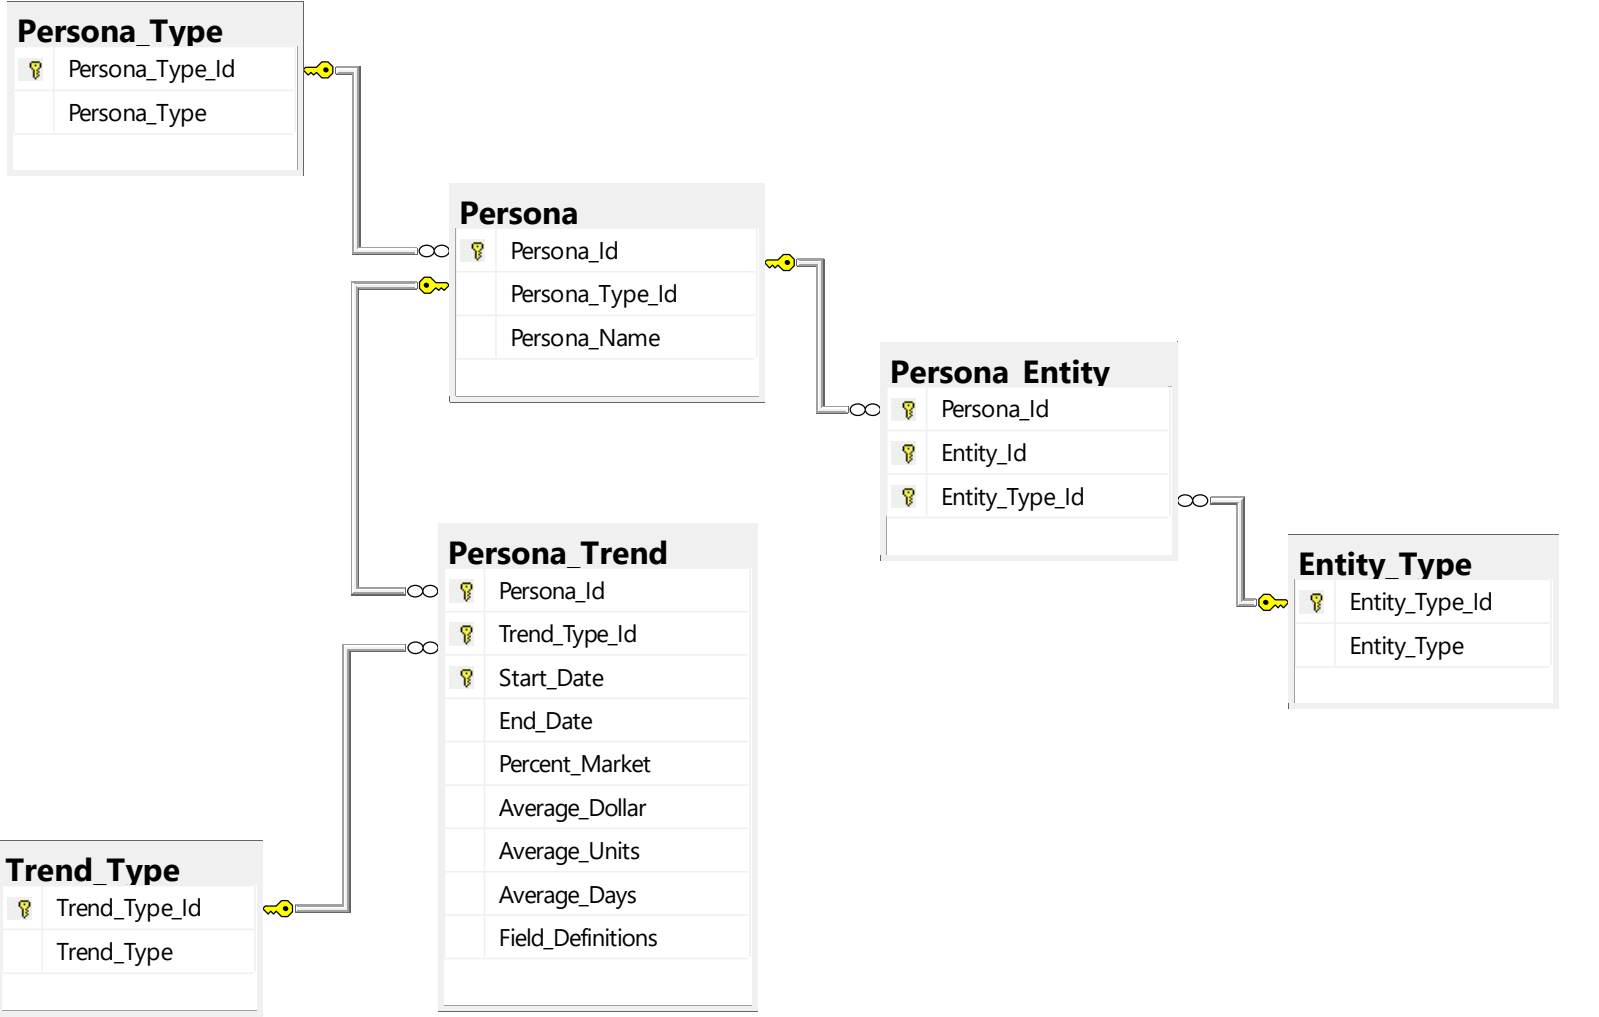 Persona_Type
Persona_Type_Id
Persona_Type
Persona
Persona_Id
Persona_Type_Id
Persona_Name
Persona_Entity
Persona_Id
Entity_Id
Entity_Type_Id
Persona_Trend
Persona_Id
Trend_Type_Id
Start_Date
End_Date
Percent_Market
Average_Dollar
Average_Units
Average_Days
Field_Definitions
Entity_Type
Entity_Type_Id
Entity_Type
Trend_Type
Trend_Type_Id
Trend_Type